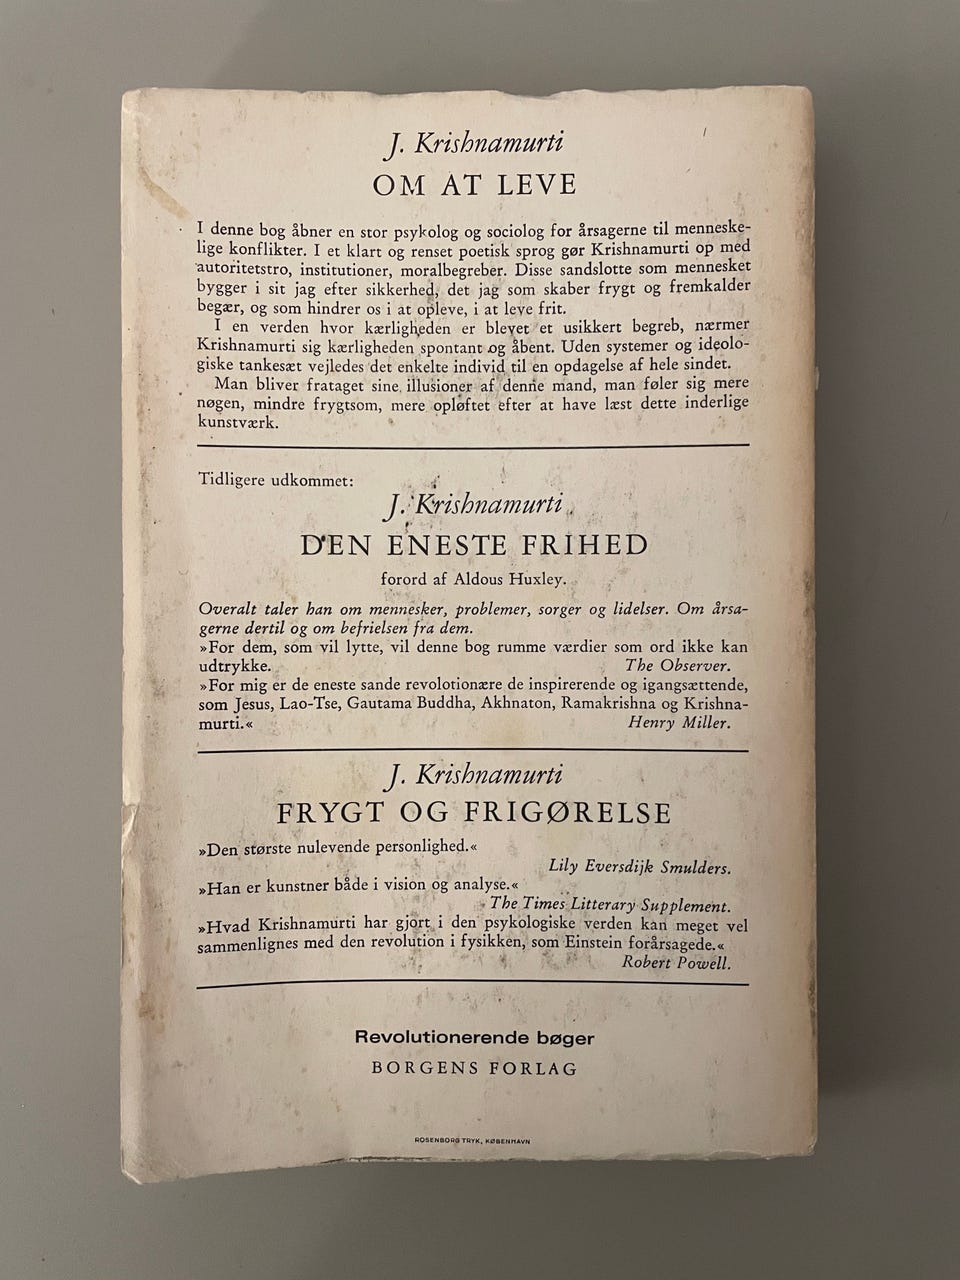 J. Krishnamurti
OM AT LEVE
I denne bog åbner en stor psykolog og sociolog for årsagerne til menneske-
lige konflikter. I et klart og renset poetisk sprog gør Krishnamurti op med
autoritetstro, institutioner, moralbegreber. Disse sandslotte som mennesket
bygger i sit jag efter sikkerhed, det jag som skaber frygt og fremkalder
begær, og som hindrer os i at opleve, i at leve frit.
I en verden hvor kærligheden er blevet et usikkert begreb, nærmer
Krishnamurti sig kærligheden spontant og åbent. Uden systemer og ideolo-
giske tankesæt vejledes det enkelte individ til en opdagelse af hele sindet.
Man bliver frataget sine illusioner af denne mand, man føler sig mere
nøgen, mindre frygtsom, mere opløftet efter at have læst dette inderlige
kunstværk.
Tidligere udkommet:
J. Krishnamurti
DEN ENESTE FRIHED
forord af Aldous Huxley.
Overalt taler han om mennesker, problemer, sorger og lidelser. Om årsa-
gerne dertil og om befrielsen fra dem.
»For dem, som vil lytte, vil denne bog rumme værdier som ord ikke kan
udtrykke. The Observer.
»For mig er de eneste sande revolotionære de inspirerende og igangsættende,
som Jesus, Lao-Tse, Gautama Buddha, Akhnaton, Ramakrishna og Krishna-
murti.« Henry Miller.
J. Krishnamurti
FRYGT OG FRIGØRELSE
»Den største nulevende personlighed.«
Lily Eversdijk Smulders.
»Han er kunstner både i vision og analyse.«
The Times Litterary Supplement.
»Hvad Krishnamurti har gjort i den psykologiske verden kan meget vel
sammenlignes med den revolution i fysikken, som Einstein forårsagede.«
Robert Powell.
Revolutionerende bøger
BORGENS FORLAG
ROSENBORG TRYK, KØBENHAVN